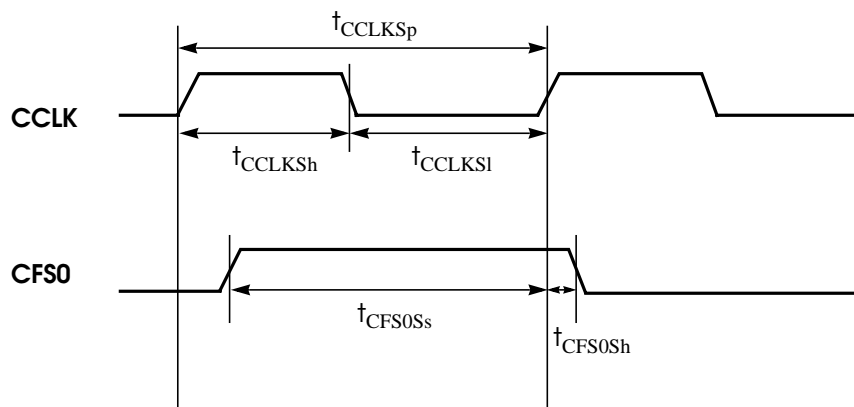 tCCLKSp
CCLK
tCCLKSh
tCCLKSl
CFS0
tCFS0Ss
tCFS0Sh